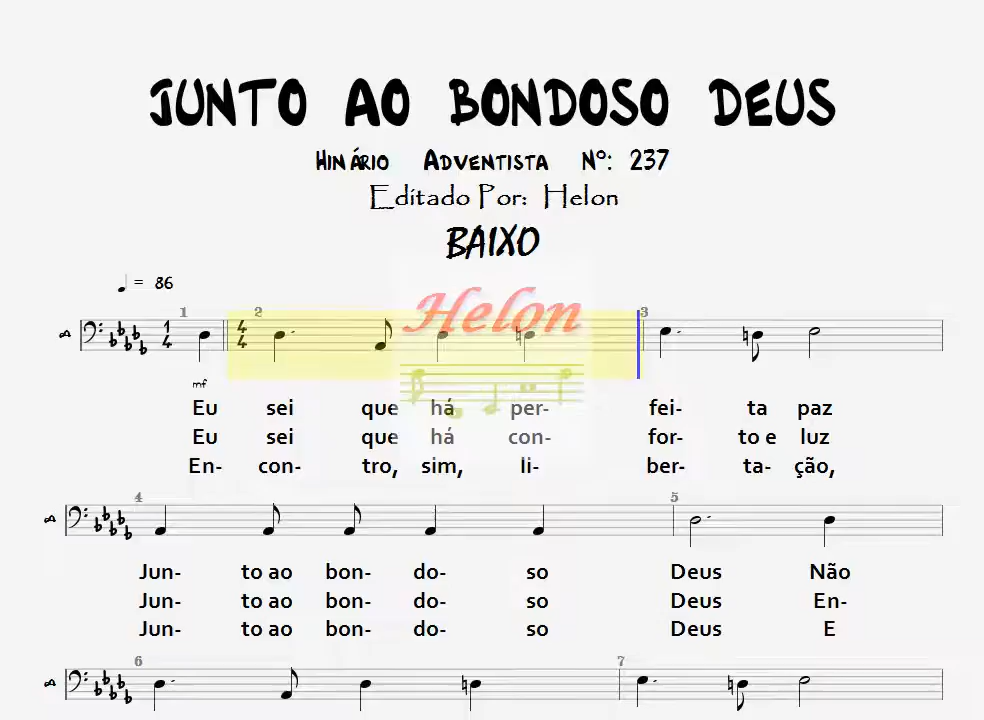 JUNTO AO BONDOSO DEUS
HINÁRIO ADVENTISTA Nº: 237
Editado Por: Helon
BAIXO
= 86
Helon
1 2 3
1 4 4 4
mf
Eu sei que há per- fei- ta paz
Eu sei que há con- for- to e luz
En- con- tro, sim, li- ber- ta- ção,
4 5
Jun- to ao bon- do- so Deus Não
Jun- to ao bon- do- so Deus En-
Jun- to ao bon- do- so Deus E
6 7